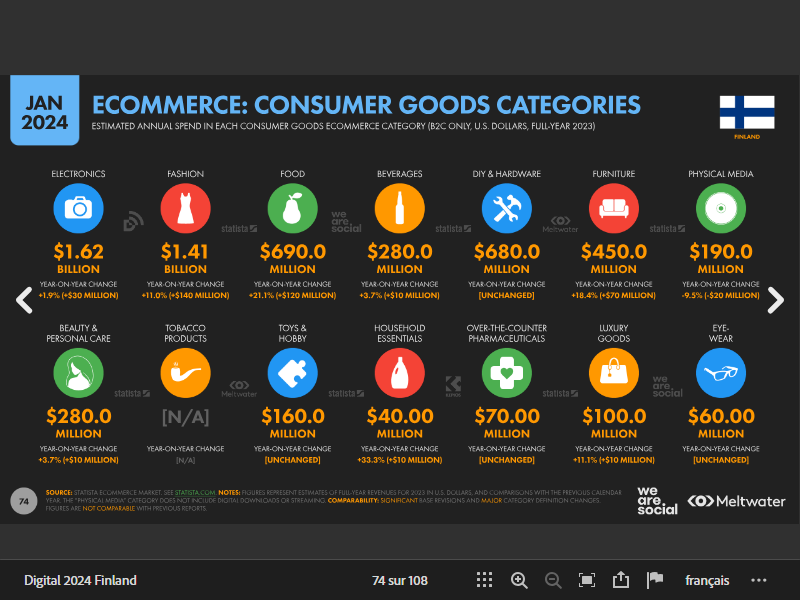 JAN
2024
ECOMMERCE: CONSUMER GOODS CATEGORIES
ESTIMATED ANNUAL SPEND IN EACH CONSUMER GOODS ECOMMERCE CATEGORY (B2C ONLY, U.S. DOLLARS, FULL-YEAR 2023)
FINLAND
ELECTRONICS FASHION FOOD BEVERAGES DIY & HARDWARE FURNITURE PHYSICAL MEDIA
statista we are. social statista Meltwater statista
$1.62 $1.41 $690.0 $280.0 $680.0 $450.0 $190.0
BILLION BILLION MILLION MILLION MILLION MILLION MILLION
YEAR-ON-YEAR CHANGE YEAR-ON-YEAR CHANGE YEAR-ON-YEAR CHANGE YEAR-ON-YEAR CHANGE YEAR-ON-YEAR CHANGE YEAR-ON-YEAR CHANGE YEAR-ON-YEAR CHANGE
+1.9% (+$30 MILLION) +11.0% (+$140 MILLION) +21.1% (+$120 MILLION) +3.7% (+$10 MILLION) [UNCHANGED] +18.4% (+$70 MILLION) -9.5% (-$20 MILLION)
BEAUTY & TOBACCO TOYS & HOUSEHOLD OVER-THE-COUNTER LUXURY EYE-
PERSONAL CARE PRODUCTS HOBBY ESSENTIALS PHARMACEUTICALS GOODS WEAR
statista Meltwater statista KEPIOS statista we are. social
$280.0 [N/A] $160.0 $40.00 $70.00 $100.0 $60.00
MILLION MILLION MILLION MILLION MILLION MILLION
YEAR-ON-YEAR CHANGE YEAR-ON-YEAR CHANGE YEAR-ON-YEAR CHANGE YEAR-ON-YEAR CHANGE YEAR-ON-YEAR CHANGE YEAR-ON-YEAR CHANGE YEAR-ON-YEAR CHANGE
+3.7% (+$10 MILLION) [N/A] [UNCHANGED] +33.3% (+$10 MILLION) [UNCHANGED] +11.1% (+$10 MILLION) [UNCHANGED]
74
SOURCE: STATISTA ECOMMERCE MARKET. SEE STATISTA.COM. NOTES: FIGURES REPRESENT ESTIMATES OF FULL-YEAR REVENUES FOR 2023 IN U.S. DOLLARS, AND COMPARISONS WITH THE PREVIOUS CALENDAR
YEAR. THE "PHYSICAL MEDIA" CATEGORY DOES NOT INCLUDE DIGITAL DOWNLOADS OR STREAMING. COMPARABILITY: SIGNIFICANT BASE REVISIONS AND MAJOR CATEGORY DEFINITION CHANGES.
FIGURES ARE NOT COMPARABLE WITH PREVIOUS REPORTS.
we
are.
social
Meltwater
Digital 2024 Finland 74 sur 108 français